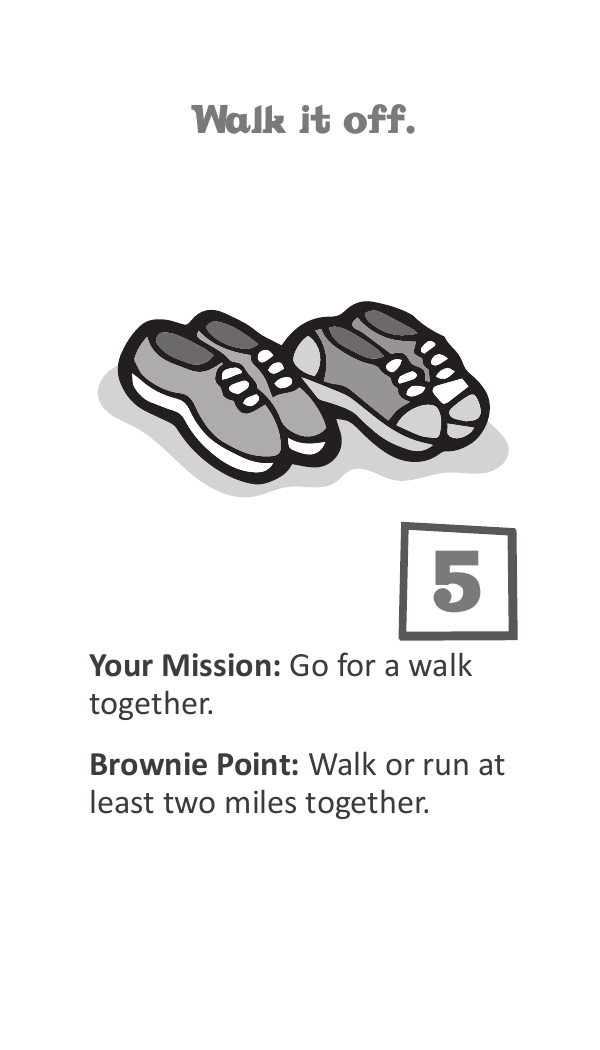 Walk it off.
5
Your Mission: Go for a walk
together.
Brownie Point: Walk or run at
least two miles together.